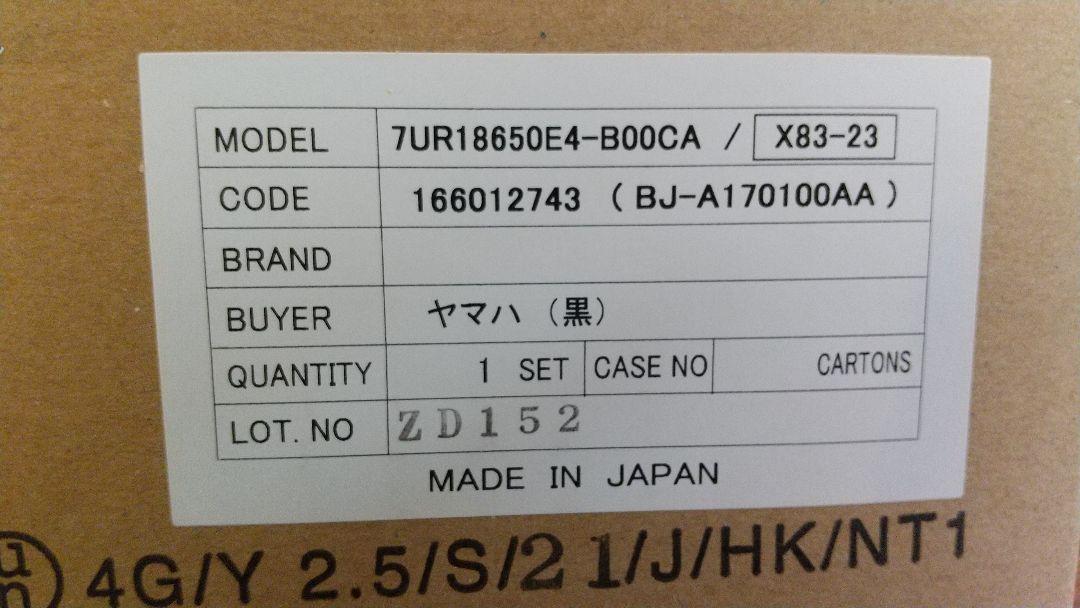 MODEL 7UR18650E4-B00CA / X83-23
CODE 166012743 (BJ-A170100AA)
BRAND
BUYER ヤマハ (黒)
QUANTITY 1 SET CASE NO CARTONS
LOT. NO ZD152
MADE IN JAPAN
un 4G/Y 2.5/S/21/J/HK/NT1